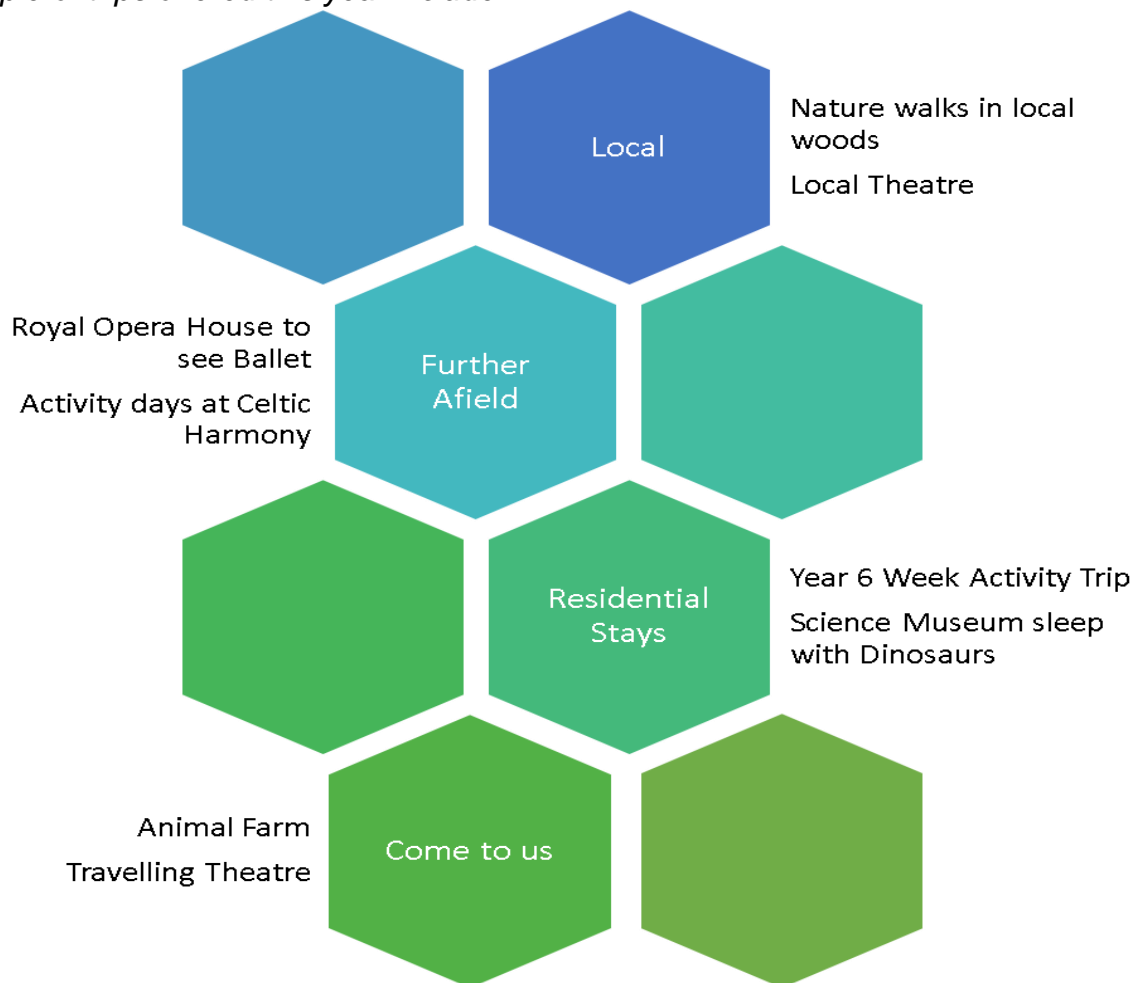 Local
Nature walks in local
woods
Local Theatre
Royal Opera House to
see Ballet
Activity days at Celtic
Harmony
Further
Afield
Residential
Stays
Year 6 Week Activity Trip
Science Museum sleep
with Dinosaurs
Animal Farm
Travelling Theatre
Come to us